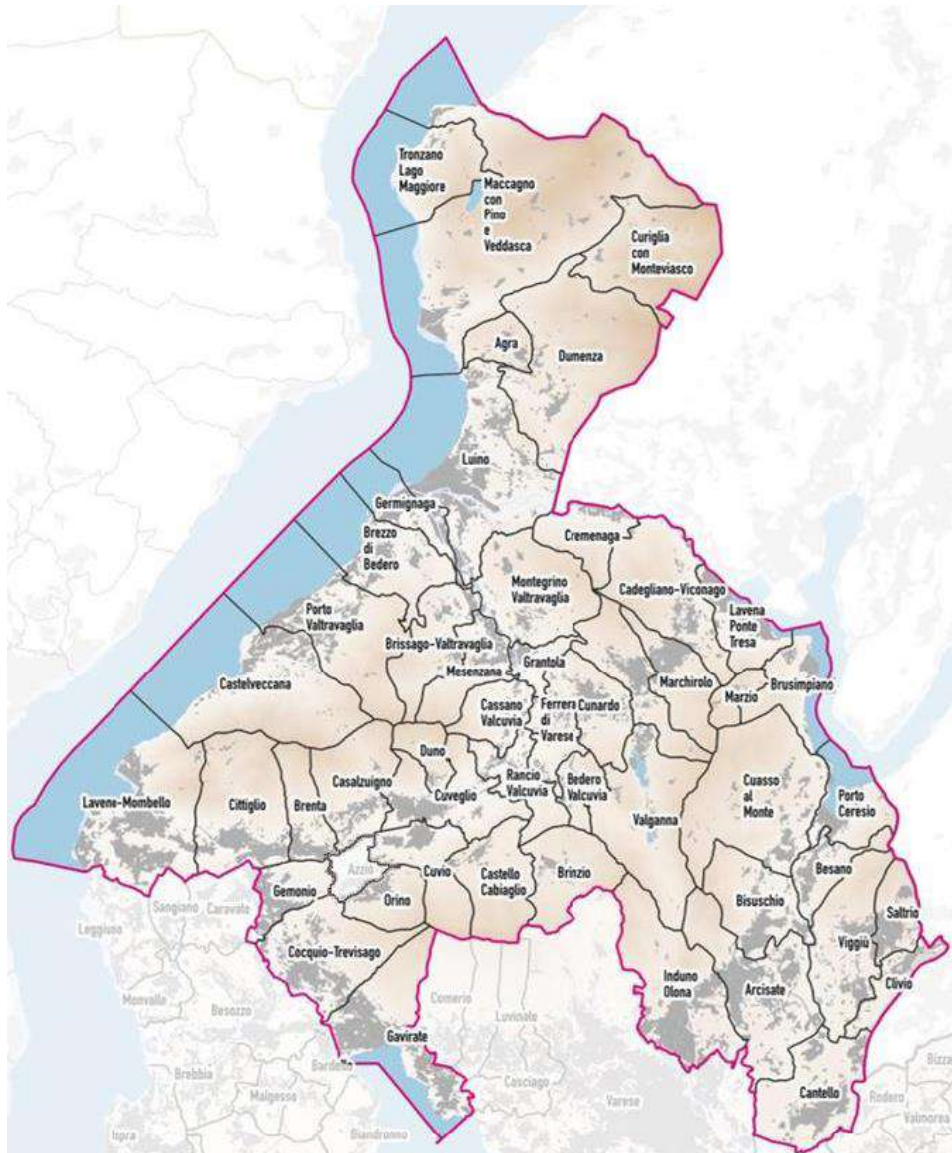 Tronzano
Lago
Maggiore
Maccagno
con
Pino
e
Veddasca
Curiglia
con
Monteviasco
Agra
Dumenza
Luino
Germignaga
Brezzo
di
Bedero
Cremenaga
Montegrino
Valtravaglia
Cadegliano-Viconago
Lavena
Ponte
Tresa
Porto
Valtravaglia
Brissago-Valtravaglia
Mesenzana
Grantola
Castelveccana
Marchirolo
Marzio
Brusimpiano
Cassano
Valcuvia
Ferrera
di
Varese
Cunardo
Duno
Rancio
Valcuvia
Bedero
Valcuvia
Cuasso
al
Monte
Laveno-Mombello
Cittiglio
Brenta
Casalzuigno
Cuveglio
Valganna
Porto
Ceresio
Azzio
Gemonio
Orino
Cuvio
Castello
Cabiaglio
Brinzio
Besano
Bisuschio
Saltrio
Sangiano
Caravate
Leggiuno
Cocquio-Trevisago
Viggiù
Clivio
Induno
Olona
Arcisate
Monvalle
Besozzo
Comerio
Luvinate
Gavirate
Bardello
Brebbia
Malgesso
Casciago
Varese
Cantello
Bizza
Rodero
Valmorea
Ispra
Biandronno